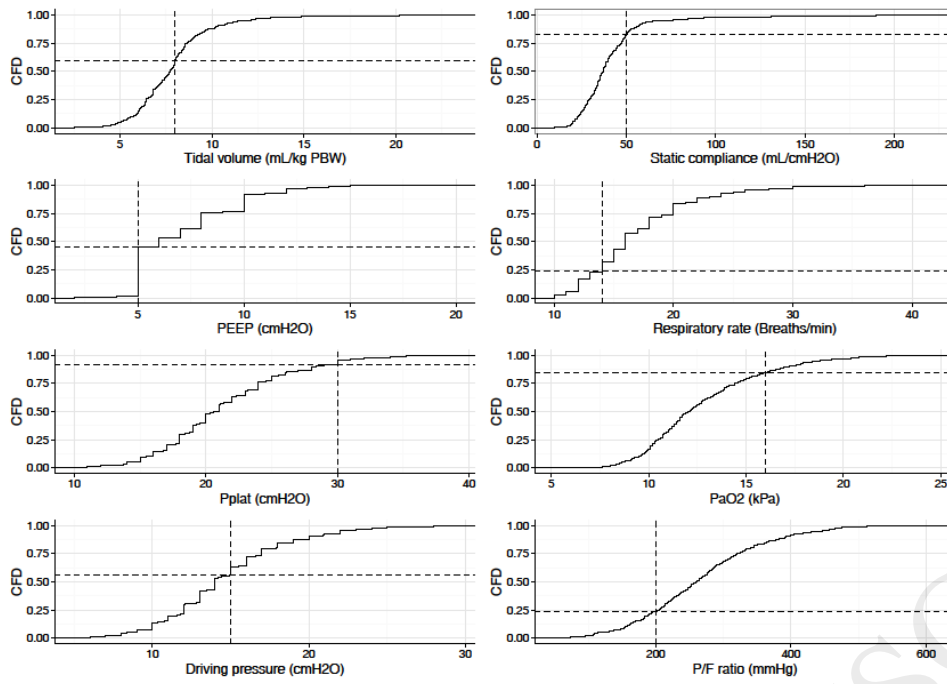 1.00
0.75
0.50
0.25
0.00
CFD
5 10 15 20
Tidal volume (mL/kg PBW)
1.00
0.75
0.50
0.25
0.00
CFD
0 50 100 150 200
Static compliance (mL/cmH2O)
1.00
0.75
0.50
0.25
0.00
CFD
5 10 15 20
PEEP (cmH2O)
1.00
0.75
0.50
0.25
0.00
CFD
10 20 30 40
Respiratory rate (Breaths/min)
1.00
0.75
0.50
0.25
0.00
CFD
10 20 30 40
Pplat (cmH2O)
1.00
0.75
0.50
0.25
0.00
CFD
5 10 15 20 25
PaO2 (kPa)
1.00
0.75
0.50
0.25
0.00
CFD
10 20 30
Driving pressure (cmH2O)
1.00
0.75
0.50
0.25
0.00
CFD
200 400 600
P/F ratio (mmHg)